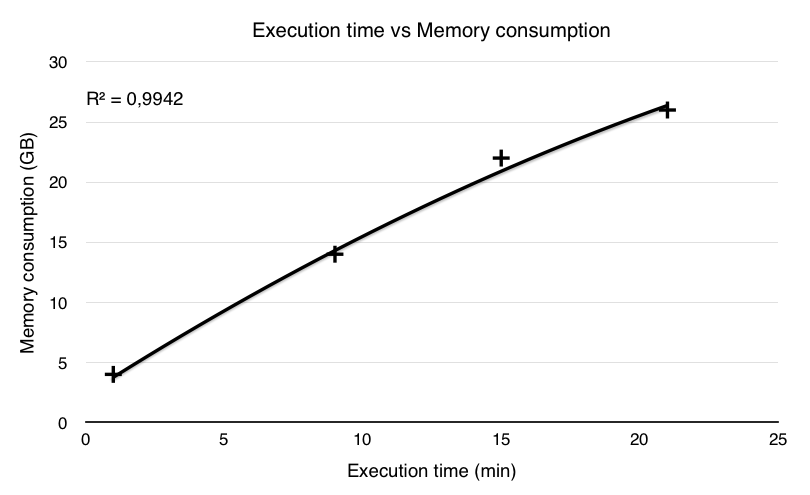 Execution time vs Memory consumption
30
R² = 0,9942
25
20
15
10
5
0
Memory consumption (GB)
0 5 10 15 20 25
Execution time (min)